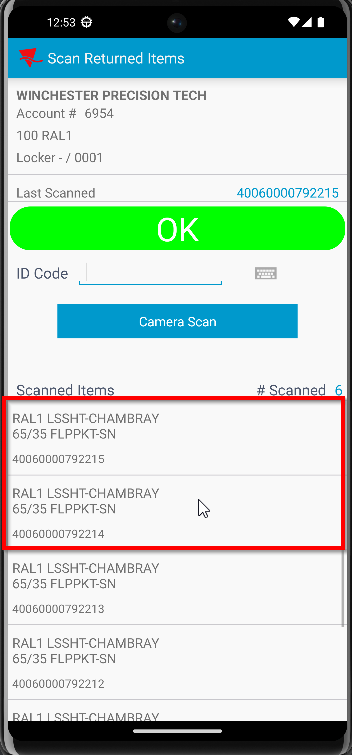 12:53
Scan Returned Items
WINCHESTER PRECISION TECH
Account # 6954
100 RAL1
Locker - / 0001
Last Scanned 40060000792215
OK
ID Code
Camera Scan
Scanned Items # Scanned 6
RAL1 LSSHT-CHAMBRAY
65/35 FLPPKT-SN
40060000792215
RAL1 LSSHT-CHAMBRAY
65/35 FLPPKT-SN
40060000792214
RAL1 LSSHT-CHAMBRAY
65/35 FLPPKT-SN
40060000792213
RAL1 LSSHT-CHAMBRAY
65/35 FLPPKT-SN
40060000792212
RAL1 LSSHT-CHAMBRAY